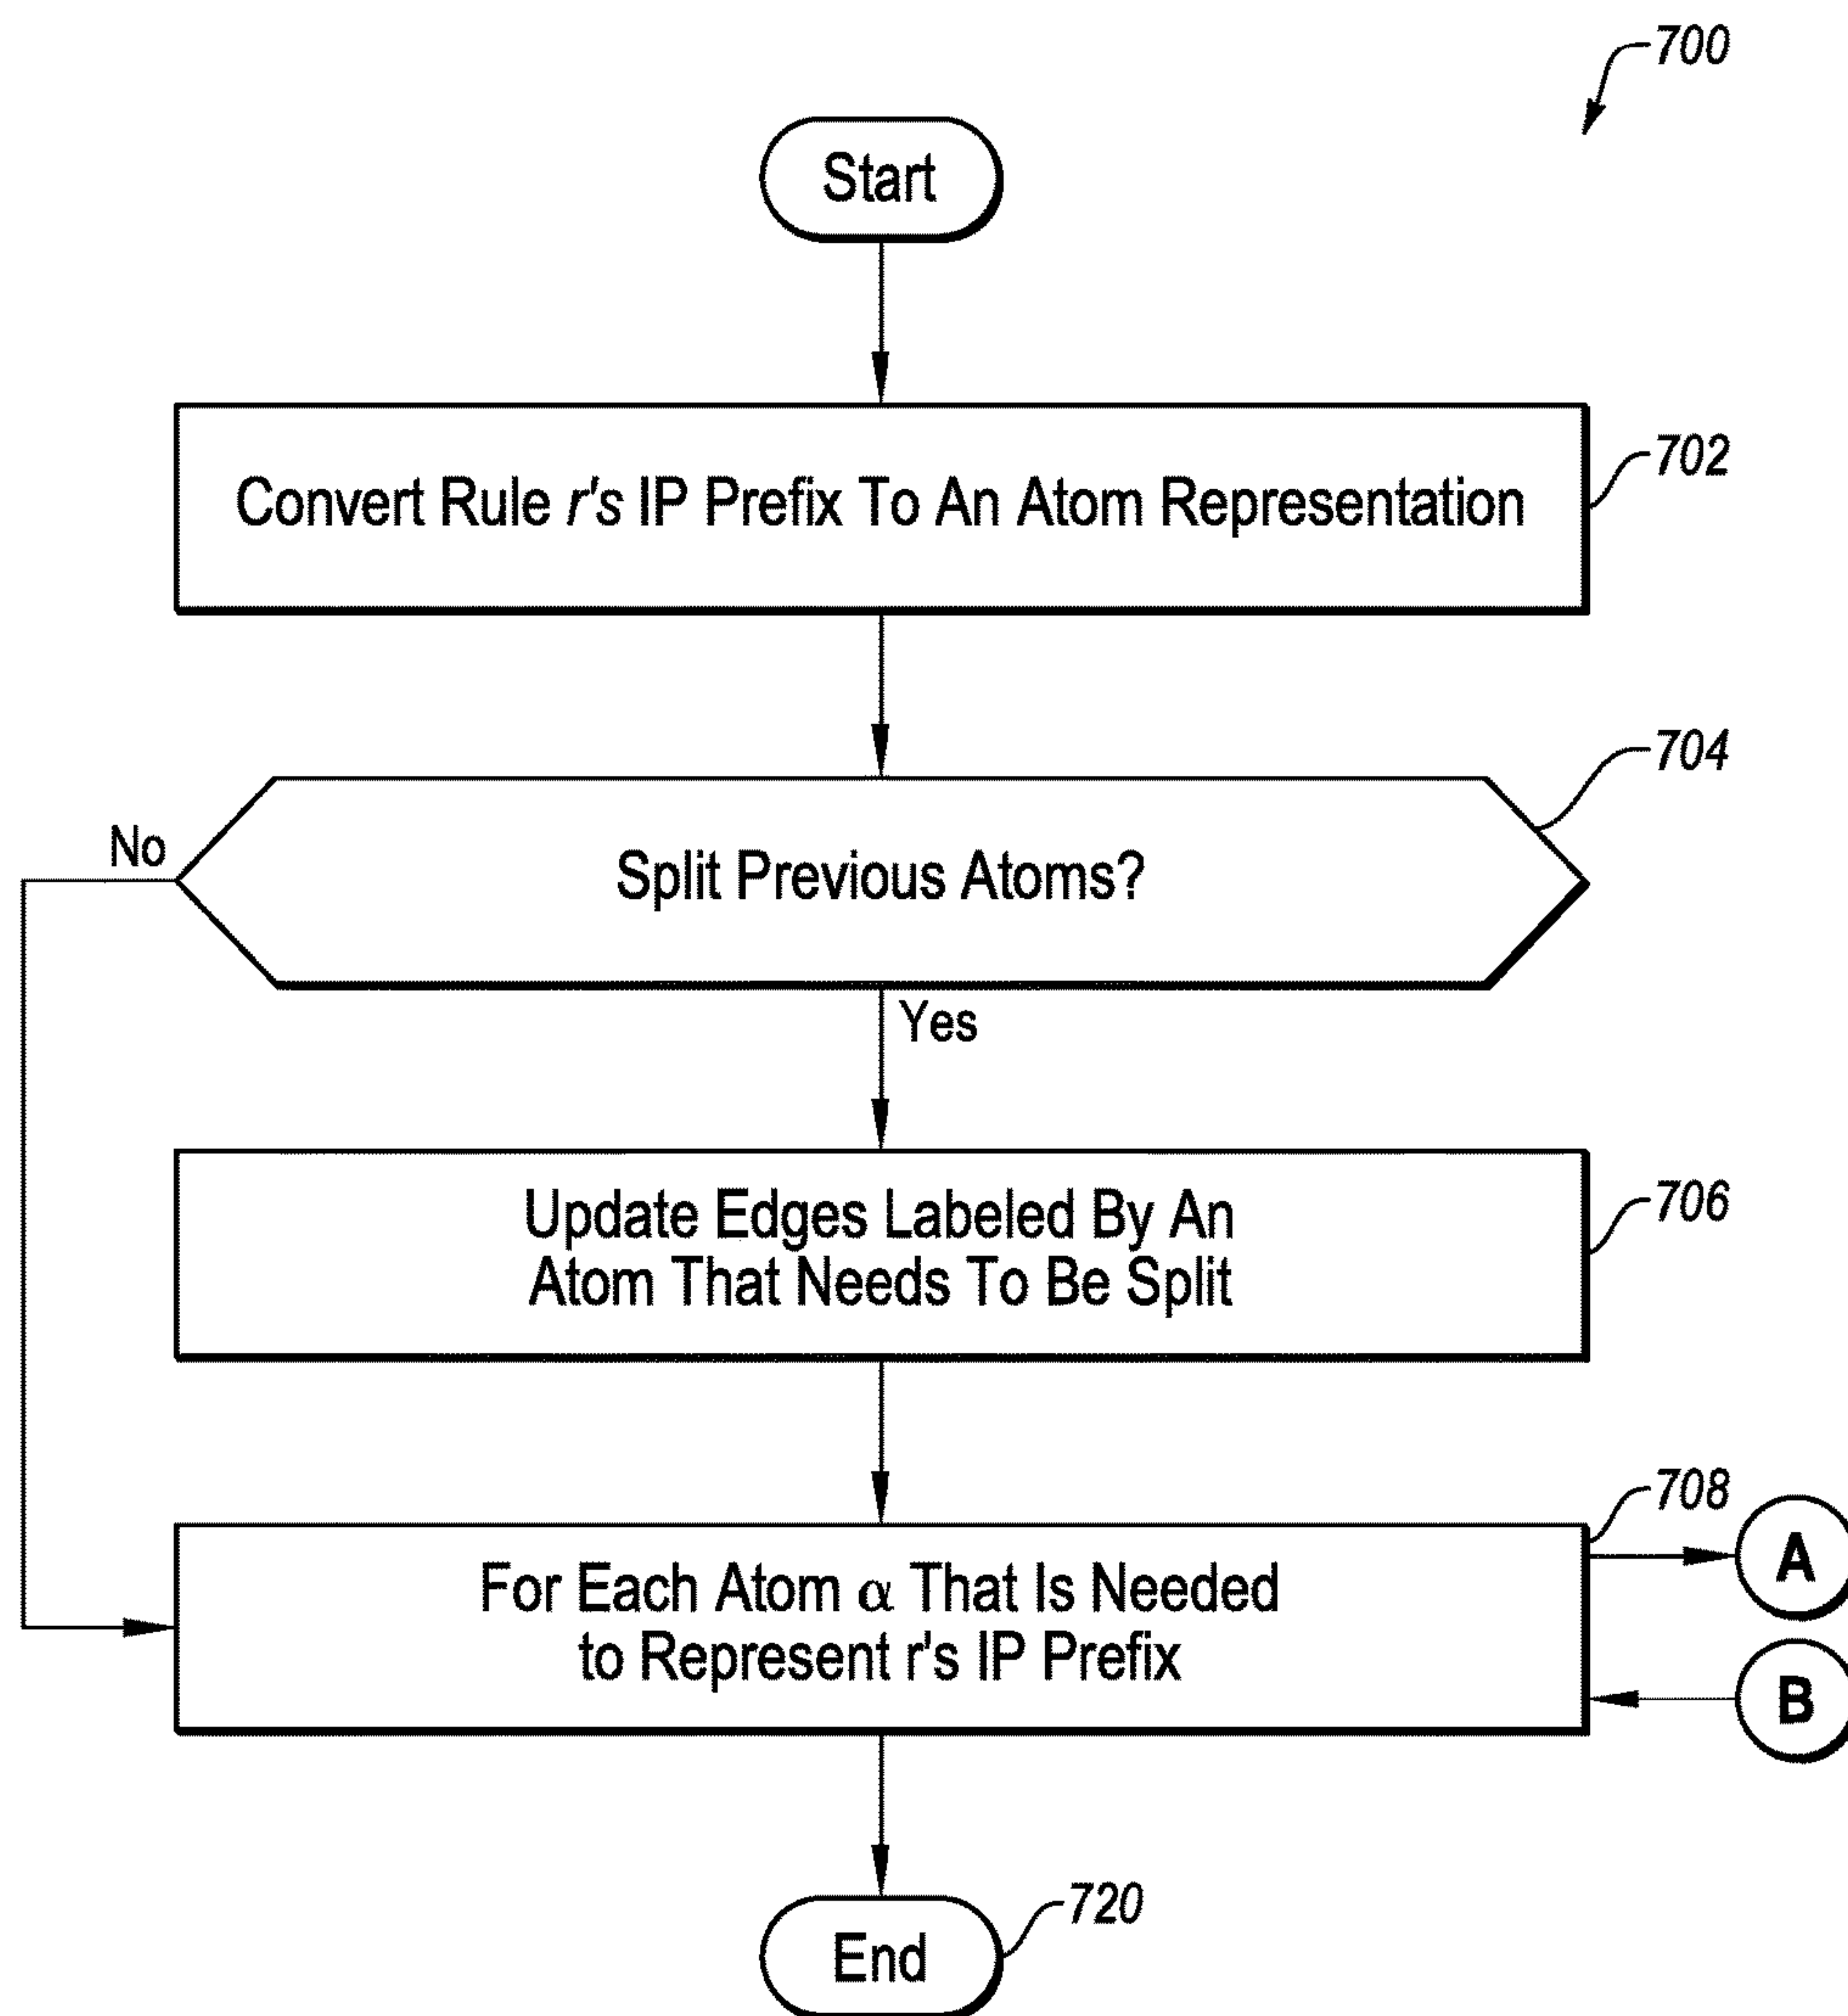 700
Start
Convert Rule r's IP Prefix To An Atom Representation
702
704
No
Split Previous Atoms?
Yes
Update Edges Labeled By An
Atom That Needs To Be Split
706
708
For Each Atom α That Is Needed
to Represent r's IP Prefix
A
B
End
720